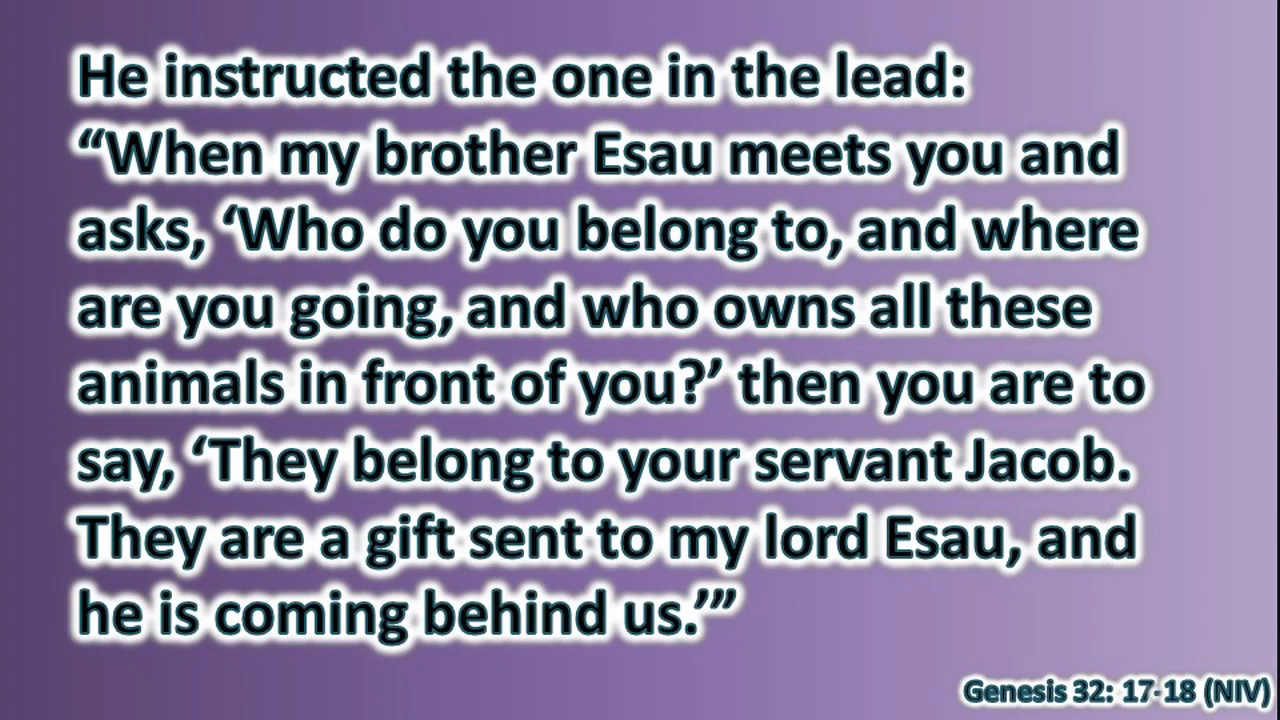 He instructed the one in the lead:
“When my brother Esau meets you and
asks, ‘Who do you belong to, and where
are you going, and who owns all these
animals in front of you?’ then you are to
say, ‘They belong to your servant Jacob.
They are a gift sent to my lord Esau, and
he is coming behind us.’”
Genesis 32: 17-18 (NIV)